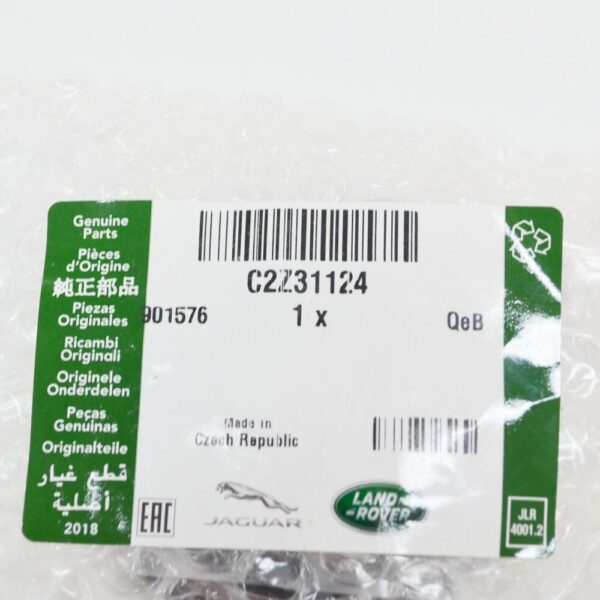 Genuine
Parts
Pièces
d'Origine
純正部品
Piezas
Originales
Ricambi
Originali
Originele
Onderdelen
Peças
Genuinas
Originalteile
قطع غيار
أصلية
2018
C2Z31124
901576
1 x
QeB
Made in
Czech Republic
EAC
JAGUAR
LAND
ROVER
JLR
4001.2